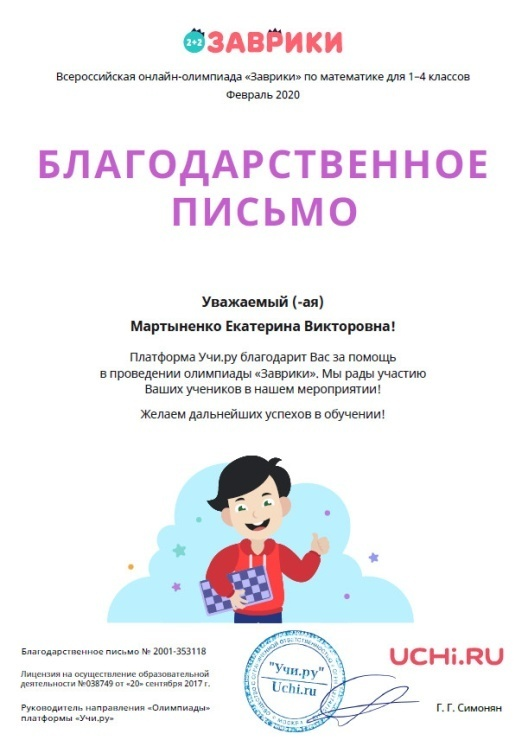 2+2 ЗАВРИКИ
Всероссийская онлайн-олимпиада «Заврики» по математике для 1–4 классов
Февраль 2020
БЛАГОДАРСТВЕННОЕ
ПИСЬМО
Уважаемый (-ая)
Мартыненко Екатерина Викторовна!
Платформа Учи.ру благодарит Вас за помощь
в проведении олимпиады «Заврики». Мы рады участию
Ваших учеников в нашем мероприятии!
Желаем дальнейших успехов в обучении!
Благодарственное письмо № 2001-353118
Лицензия на осуществление образовательной
деятельности №038749 от «20» сентября 2017 г.
Руководитель направления «Олимпиады»
платформы «Учи.ру»
"Учи.ру"
Uchi.ru
МОСКВА
UCHi.RU
Г. Г. Симонян